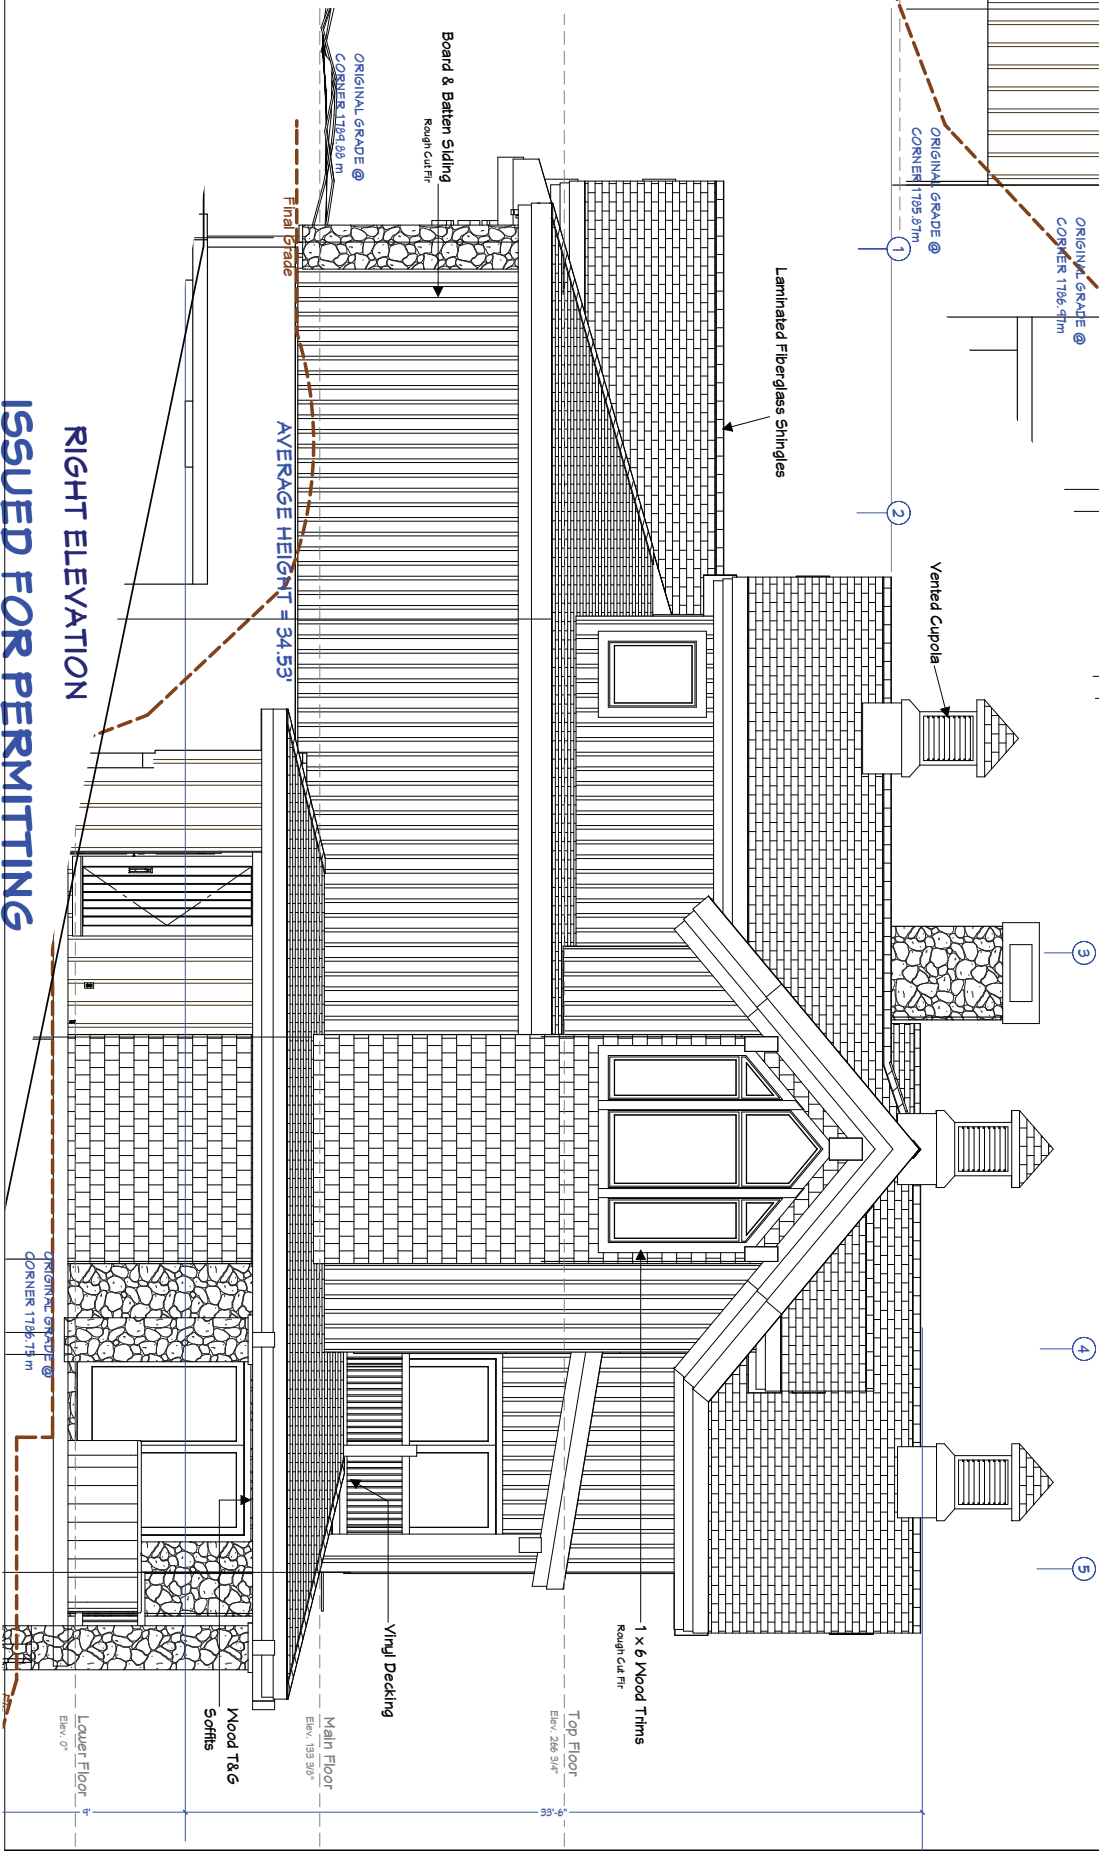 ORIGINAL GRADE @
CORNER 1786.97m
ORIGINAL GRADE @
CORNER 1785.87m
1
2
3
4
5
Vented Cupola
Laminated Fiberglass Shingles
Board & Batten Siding
Rough Cut Fir
ORIGINAL GRADE @
CORNER 1789.88 m
Final Grade
AVERAGE HEIGHT = 34.53'
1 x 6 Wood Trims
Rough Cut Fir
Top Floor
Elev. 266 3/4"
Vinyl Decking
Main Floor
Elev. 133 3/8"
Wood T&G
Soffits
Lower Floor
Elev. 0"
33'-6"
9'
ORIGINAL GRADE @
CORNER 1786.75 m
RIGHT ELEVATION
ISSUED FOR PERMITTING